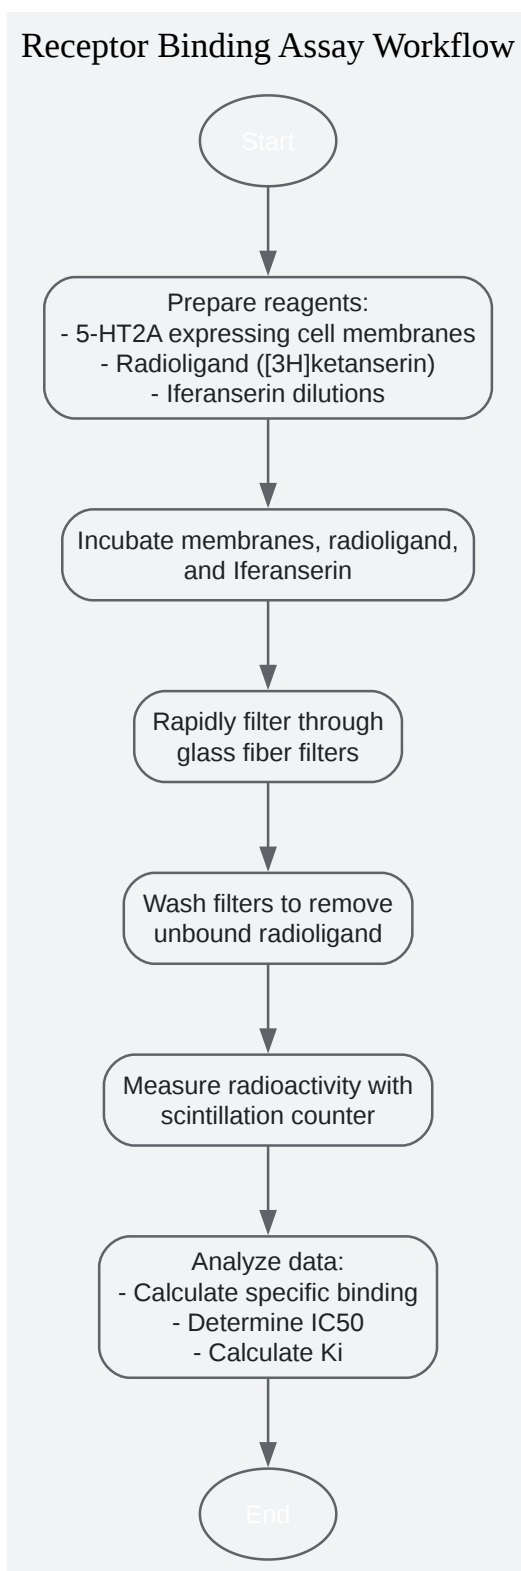 Receptor Binding Assay Workflow
Start
Prepare reagents:
- 5-HT2A expressing cell membranes
- Radioligand ([3H]ketanserin)
- Iferanserin dilutions
Incubate membranes, radioligand,
and Iferanserin
Rapidly filter through
glass fiber filters
Wash filters to remove
unbound radioligand
Measure radioactivity with
scintillation counter
Analyze data:
- Calculate specific binding
- Determine IC50
- Calculate Ki
End